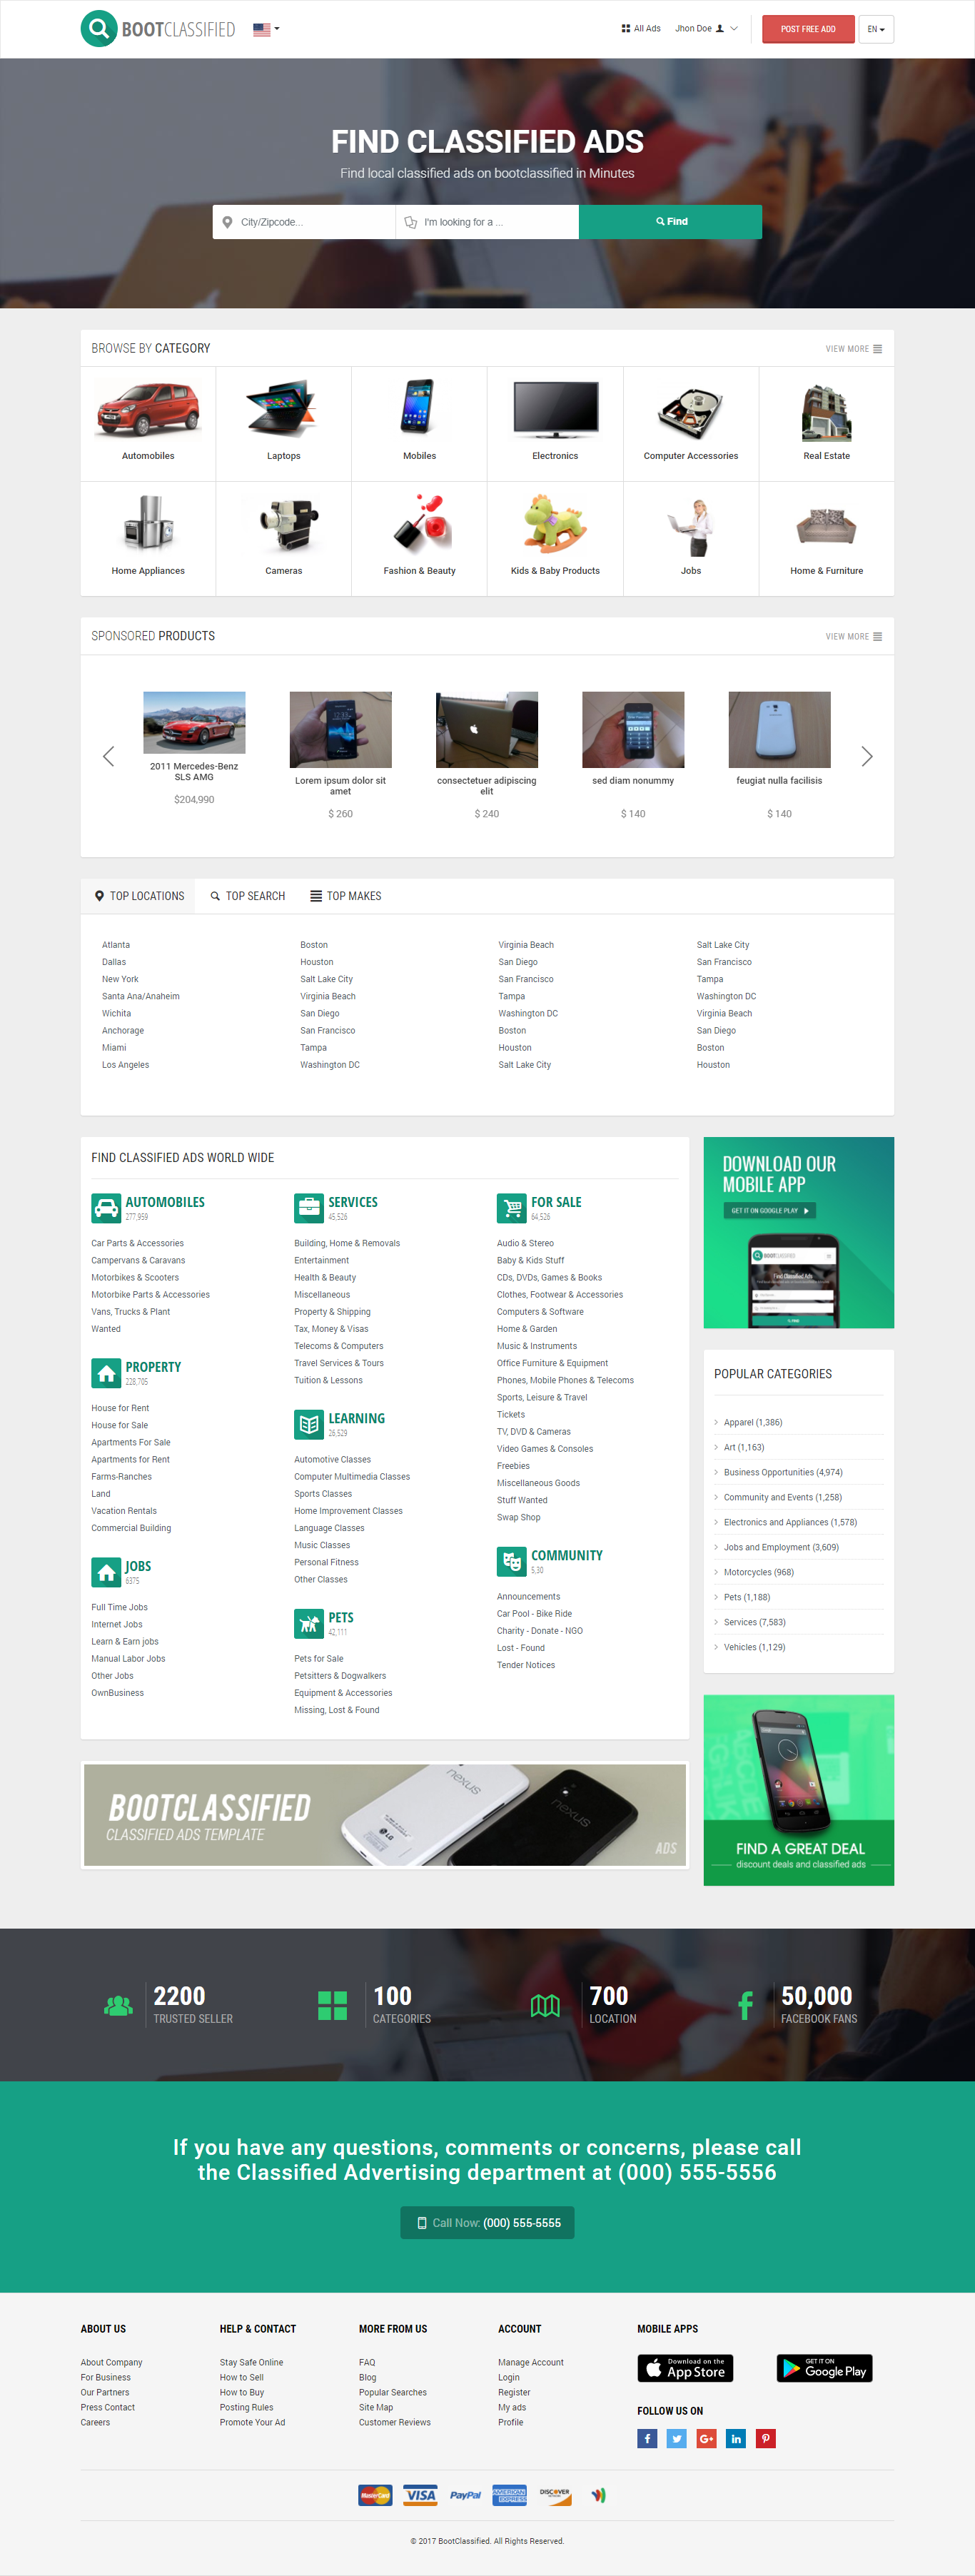 BOOTCLASSIFIED
All Ads
Jhon Doe
POST FREE ADD
EN
FIND CLASSIFIED ADS
Find local classified ads on bootclassified in Minutes
City/Zipcode...
I'm looking for a ...
Find
BROWSE BY CATEGORY
VIEW MORE
Automobiles
Laptops
Mobiles
Electronics
Computer Accessories
Real Estate
Home Appliances
Cameras
Fashion & Beauty
Kids & Baby Products
Jobs
Home & Furniture
SPONSORED PRODUCTS
VIEW MORE
2011 Mercedes-Benz
SLS AMG
$204,990
Lorem ipsum dolor sit
amet
$ 260
consectetuer adipiscing
elit
$ 240
sed diam nonummy
$ 140
feugiat nulla facilisis
$ 140
TOP LOCATIONS
TOP SEARCH
TOP MAKES
Atlanta
Dallas
New York
Santa Ana/Anaheim
Wichita
Anchorage
Miami
Los Angeles
Boston
Houston
Salt Lake City
Virginia Beach
San Diego
San Francisco
Tampa
Washington DC
Virginia Beach
San Diego
San Francisco
Tampa
Washington DC
Boston
Houston
Salt Lake City
Salt Lake City
San Francisco
Tampa
Washington DC
Virginia Beach
San Diego
Boston
Houston
FIND CLASSIFIED ADS WORLD WIDE
AUTOMOBILES
277,959
Car Parts & Accessories
Campervans & Caravans
Motorbikes & Scooters
Motorbike Parts & Accessories
Vans, Trucks & Plant
Wanted
PROPERTY
228,705
House for Rent
House for Sale
Apartments For Sale
Apartments for Rent
Farms-Ranches
Land
Vacation Rentals
Commercial Building
JOBS
6375
Full Time Jobs
Internet Jobs
Learn & Earn jobs
Manual Labor Jobs
Other Jobs
OwnBusiness
SERVICES
45,526
Building, Home & Removals
Entertainment
Health & Beauty
Miscellaneous
Property & Shipping
Tax, Money & Visas
Telecoms & Computers
Travel Services & Tours
Tuition & Lessons
LEARNING
26,529
Automotive Classes
Computer Multimedia Classes
Sports Classes
Home Improvement Classes
Language Classes
Music Classes
Personal Fitness
Other Classes
PETS
42,111
Pets for Sale
Petsitters & Dogwalkers
Equipment & Accessories
Missing, Lost & Found
FOR SALE
64,526
Audio & Stereo
Baby & Kids Stuff
CDs, DVDs, Games & Books
Clothes, Footwear & Accessories
Computers & Software
Home & Garden
Music & Instruments
Office Furniture & Equipment
Phones, Mobile Phones & Telecoms
Sports, Leisure & Travel
Tickets
TV, DVD & Cameras
Video Games & Consoles
Freebies
Miscellaneous Goods
Stuff Wanted
Swap Shop
COMMUNITY
5,30
Announcements
Car Pool - Bike Ride
Charity - Donate - NGO
Lost - Found
Tender Notices
DOWNLOAD OUR
MOBILE APP
GET IT ON GOOGLE PLAY
BOOTCLASSIFIED
Find Classified Ads
POPULAR CATEGORIES
Apparel (1,386)
Art (1,163)
Business Opportunities (4,974)
Community and Events (1,258)
Electronics and Appliances (1,578)
Jobs and Employment (3,609)
Motorcycles (968)
Pets (1,188)
Services (7,583)
Vehicles (1,129)
FIND A GREAT DEAL
discount deals and classified ads
BOOTCLASSIFIED
CLASSIFIED ADS TEMPLATE
nexus
LG
nexus
ADS
2200
TRUSTED SELLER
100
CATEGORIES
700
LOCATION
50,000
FACEBOOK FANS
If you have any questions, comments or concerns, please call
the Classified Advertising department at (000) 555-5556
Call Now: (000) 555-5555
ABOUT US
About Company
For Business
Our Partners
Press Contact
Careers
HELP & CONTACT
Stay Safe Online
How to Sell
How to Buy
Posting Rules
Promote Your Ad
MORE FROM US
FAQ
Blog
Popular Searches
Site Map
Customer Reviews
ACCOUNT
Manage Account
Login
Register
My ads
Profile
MOBILE APPS
Download on the
App Store
GET IT ON
Google Play
FOLLOW US ON
MasterCard
VISA
PayPal
AMERICAN
EXPRESS
DISCOVER
© 2017 BootClassified. All Rights Reserved.